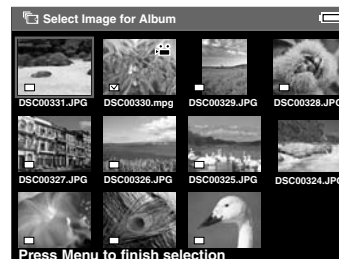 Select Image for Album
DSC00331.JPG DSC00330.mpg DSC00329.JPG DSC00328.JPG
DSC00327.JPG DSC00326.JPG DSC00325.JPG DSC00324.JPG
Press Menu to finish selection